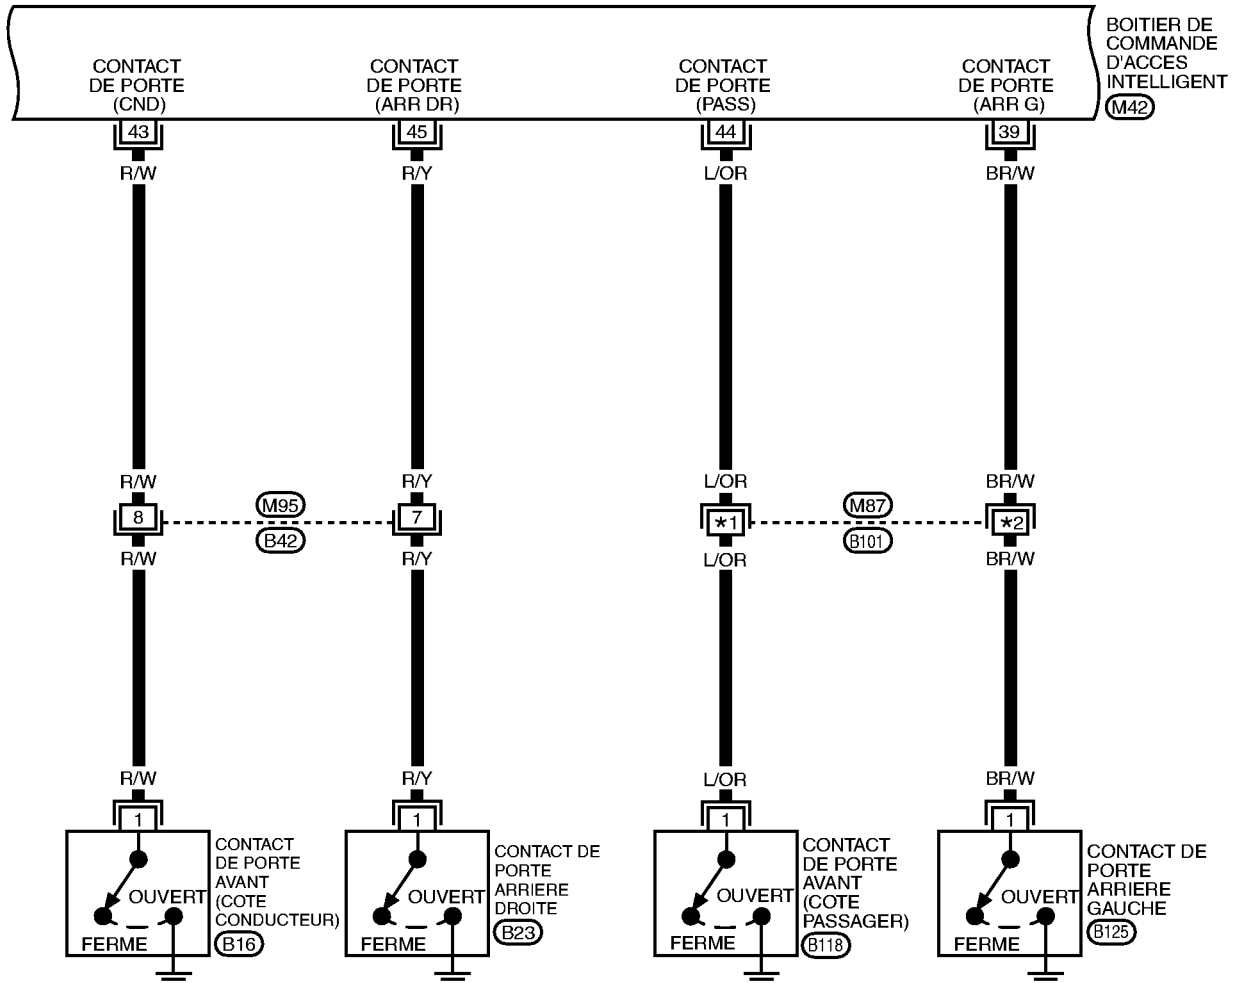 BOITIER DE
COMMANDE
D'ACCES
INTELLIGENT
M42
CONTACT
DE PORTE
(CND)
CONTACT
DE PORTE
(ARR DR)
CONTACT
DE PORTE
(PASS)
CONTACT
DE PORTE
(ARR G)
43
45
44
39
R/W
R/Y
L/OR
BR/W
R/W
R/Y
L/OR
BR/W
8
M95
B42
7
★1
M87
B101
★2
R/W
R/Y
L/OR
BR/W
R/W
R/Y
L/OR
BR/W
1
1
1
1
OUVERT
FERME
CONTACT
DE PORTE
AVANT
(COTE
CONDUCTEUR)
B16
OUVERT
FERME
CONTACT DE
PORTE
ARRIERE
DROITE
B23
OUVERT
FERME
CONTACT
DE PORTE
AVANT
(COTE
PASSAGER)
B118
OUVERT
FERME
CONTACT DE
PORTE
ARRIERE
GAUCHE
B125